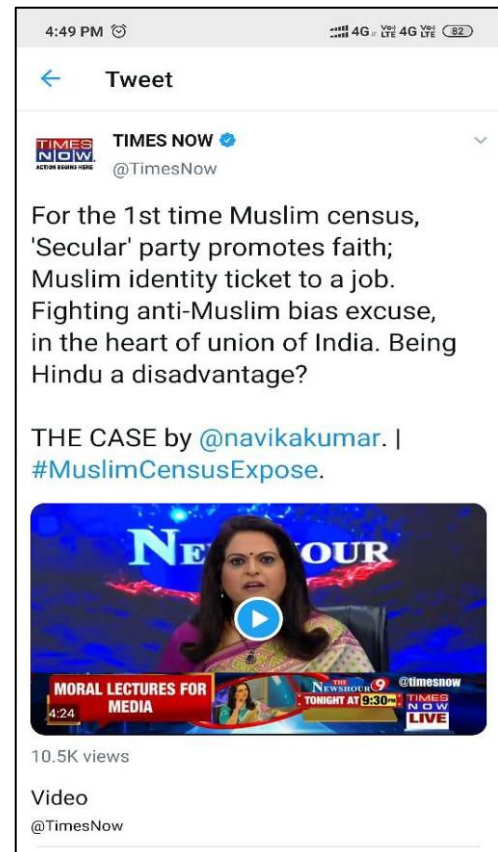 4:49 PM 4G 4G 82
Tweet
TIMES NOW
TIMES
NOW
ACTION BEGINS HERE
@TimesNow
For the 1st time Muslim census,
'Secular' party promotes faith;
Muslim identity ticket to a job.
Fighting anti-Muslim bias excuse,
in the heart of union of India. Being
Hindu a disadvantage?
THE CASE by @navikakumar. |
#MuslimCensusExpose.
MORAL LECTURES FOR
MEDIA
4:24
THE
NEWSHOUR 9 @timesnow
TONIGHT AT 9:30PM
TIMES
NOW
LIVE
10.5K views
Video
@TimesNow